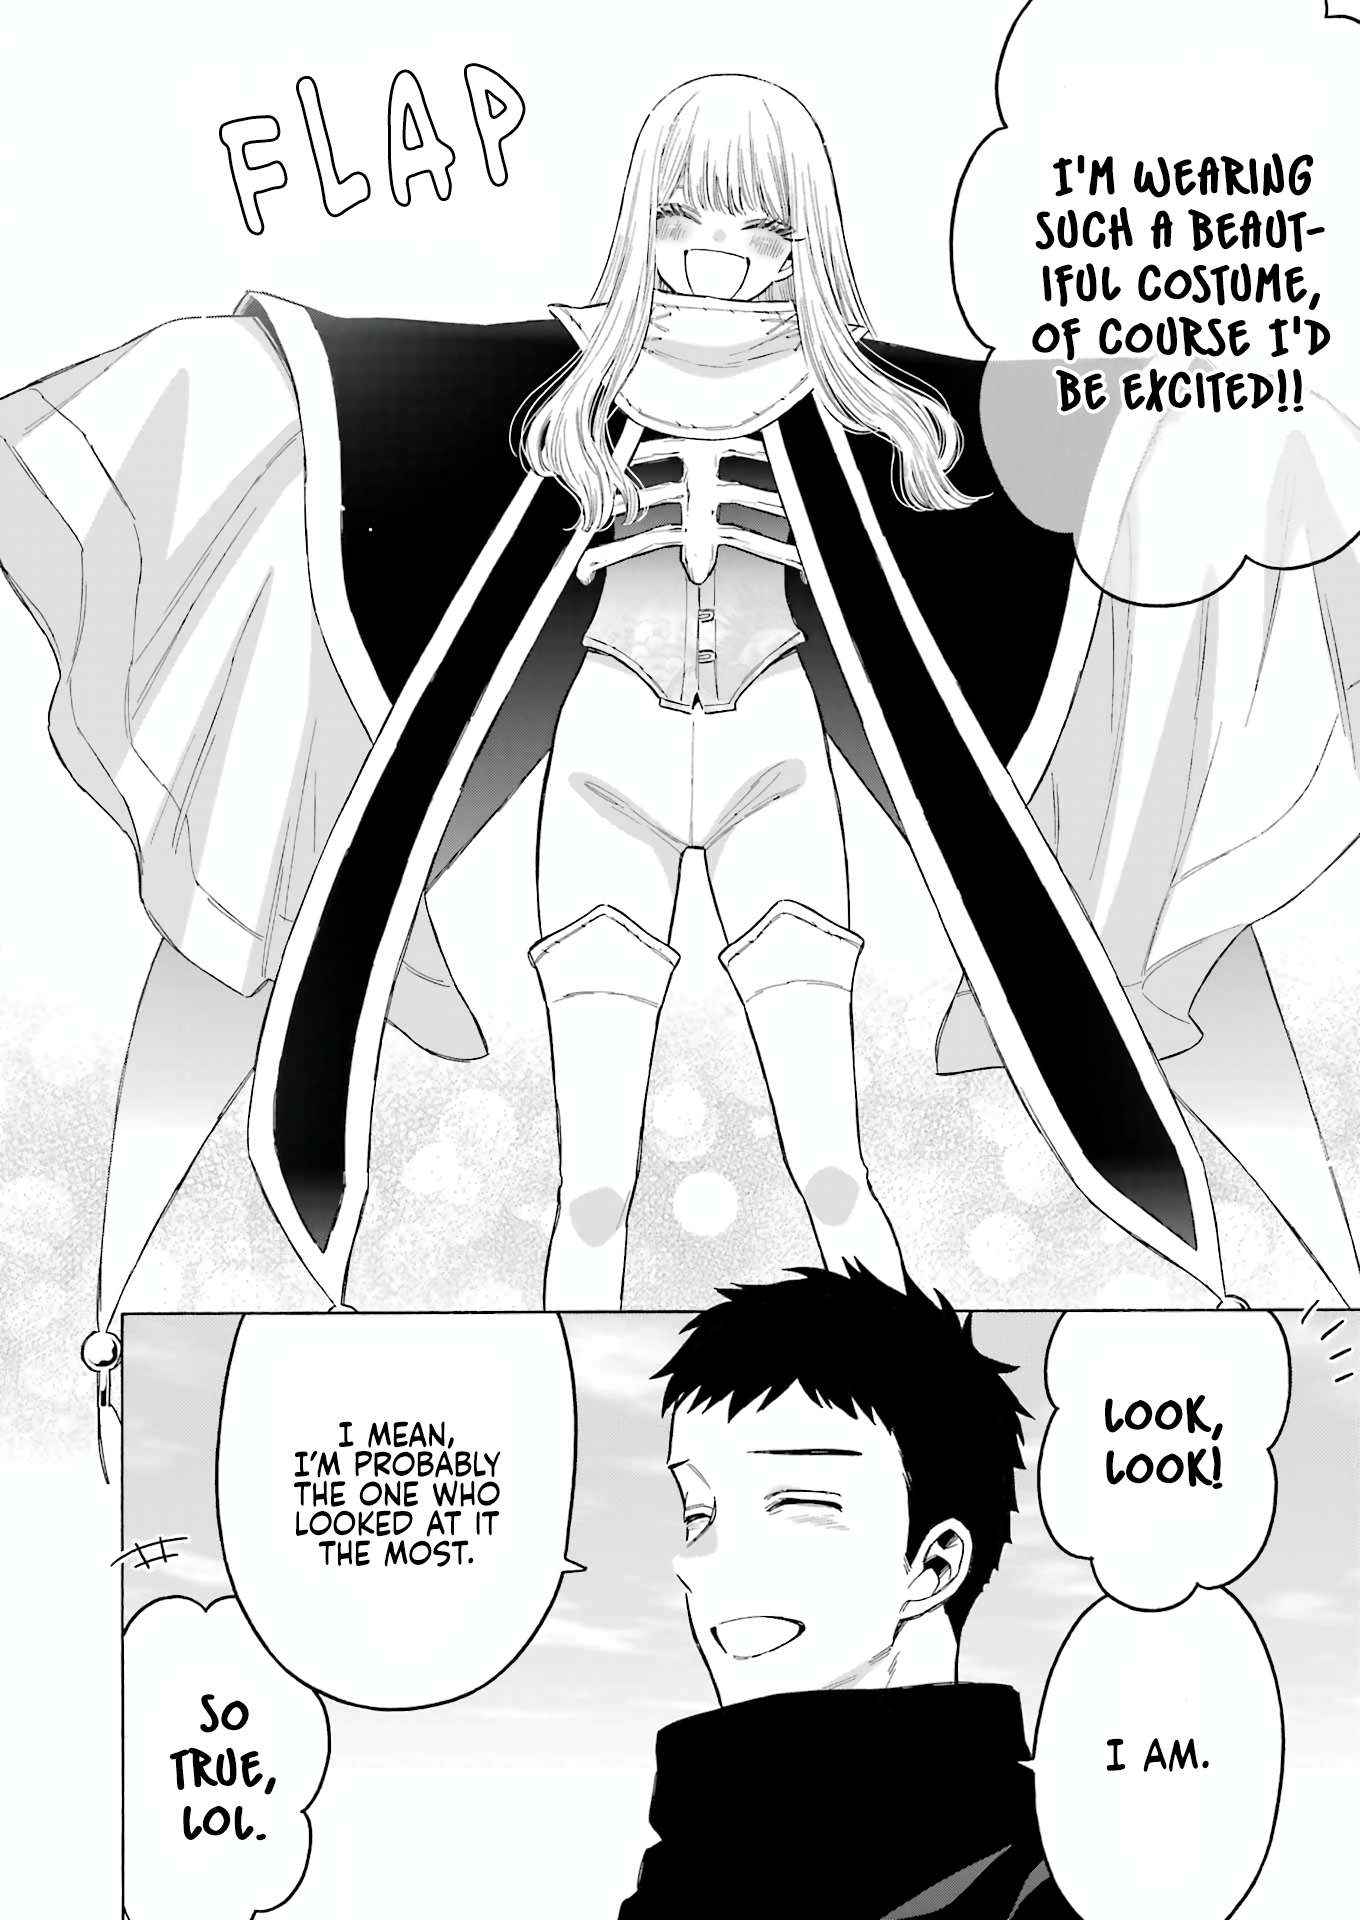 I'M WEARING
SUCH A BEAUT-
IFUL COSTUME,
OF COURSE I'D
BE EXCITED!!
FLAP
LOOK,
LOOK!
I AM.
I MEAN,
I'M PROBABLY
THE ONE WHO
LOOKED AT IT
THE MOST.
SO
TRUE,
LOL.